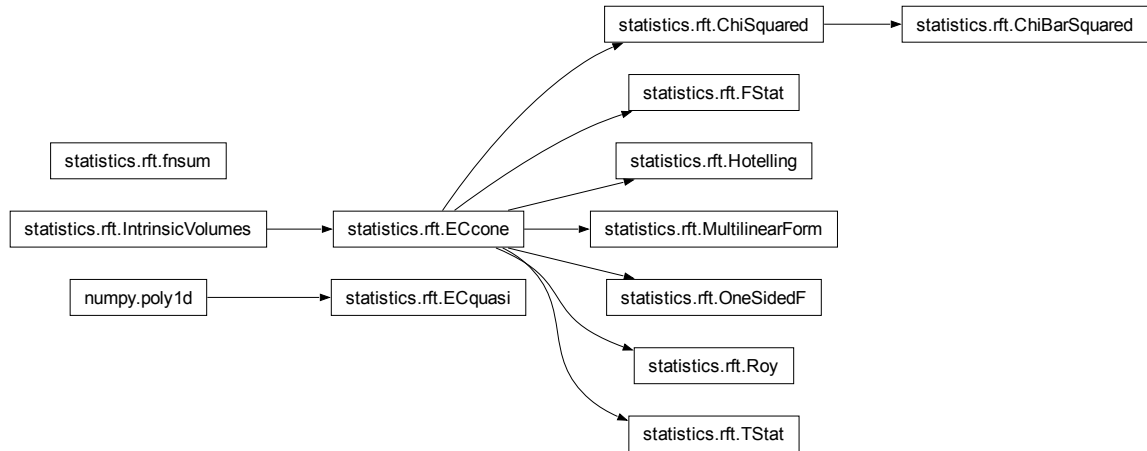 statistics.rft.ChiSquared
statistics.rft.ChiBarSquared
statistics.rft.FStat
statistics.rft.fnsum
statistics.rft.Hotelling
statistics.rft.IntrinsicVolumes
statistics.rft.ECcone
statistics.rft.MultilinearForm
numpy.poly1d
statistics.rft.ECquasi
statistics.rft.OneSidedF
statistics.rft.Roy
statistics.rft.TStat